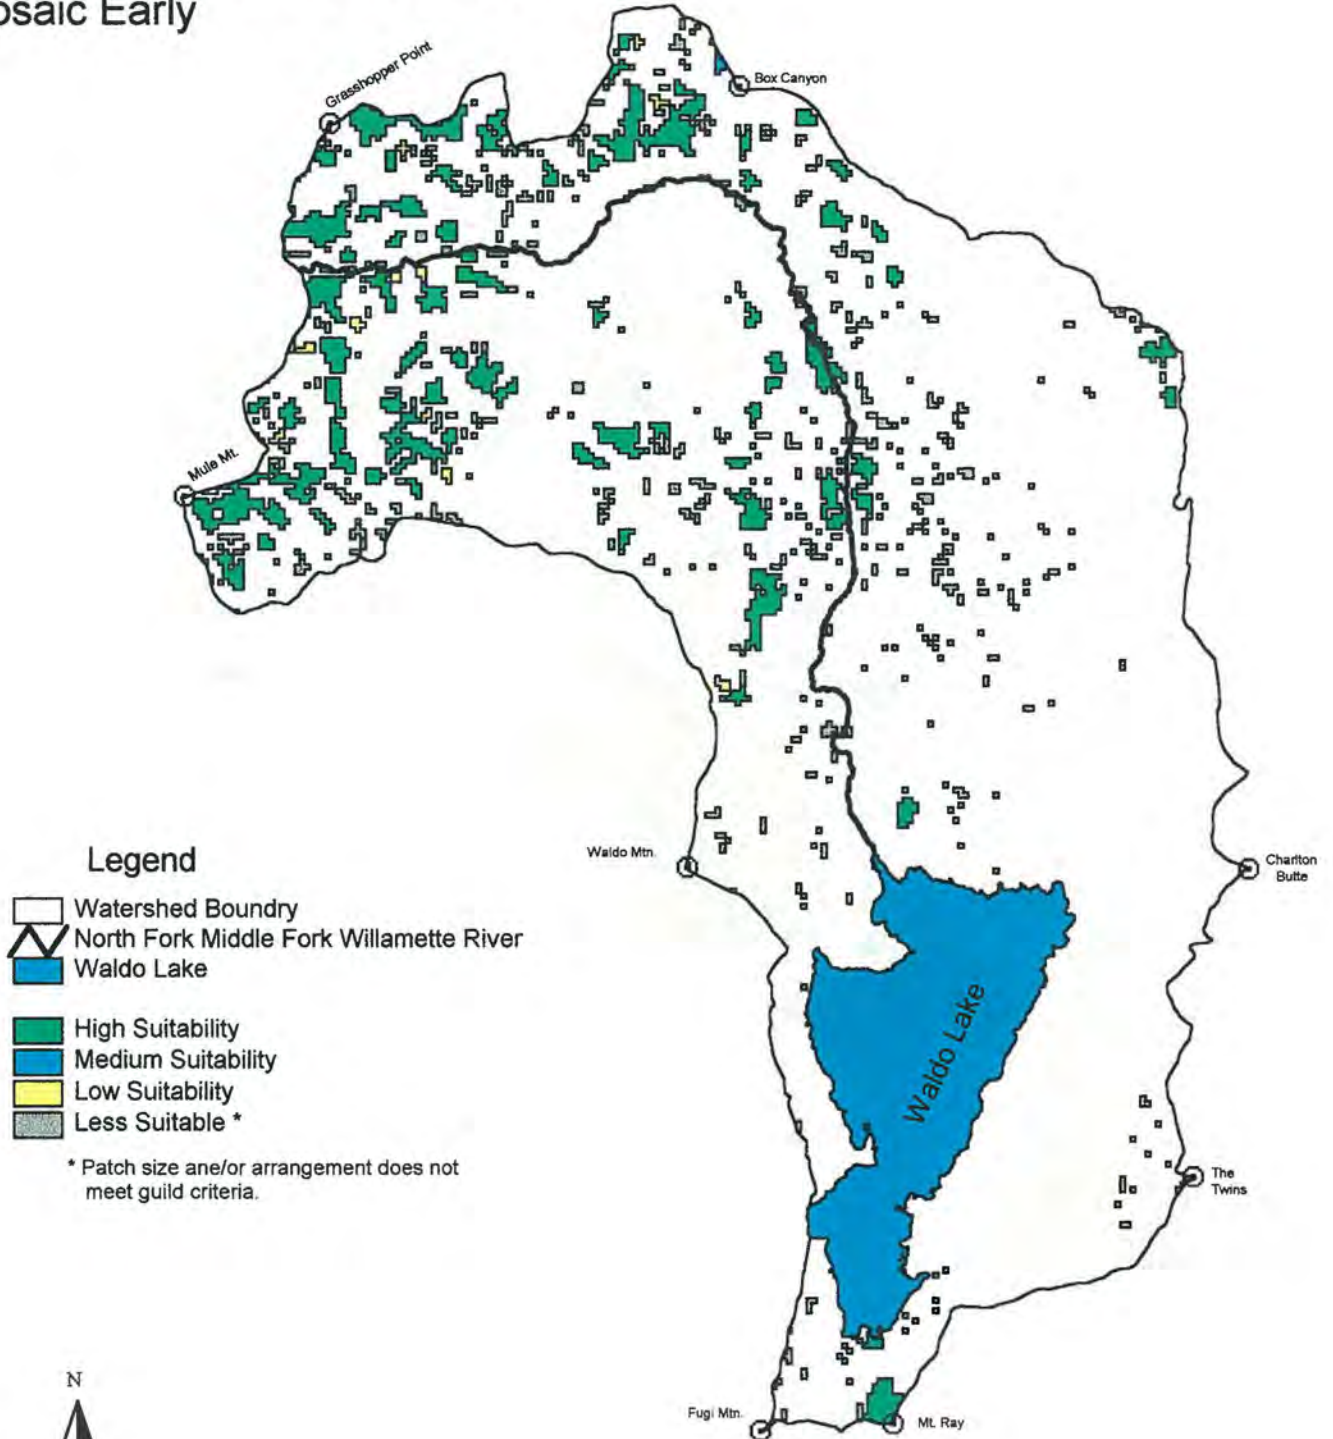 osaic Early
Grasshopper Point
Box Canyon
Mule Mt.
Waldo Mtn.
Charlton
Butte
Legend
Watershed Boundry
North Fork Middle Fork Willamette River
Waldo Lake
High Suitability
Medium Suitability
Low Suitability
Less Suitable *
* Patch size ane/or arrangement does not
meet guild criteria.
Waldo Lake
The
Twins
N
Fugi Mtn.
Mt. Ray